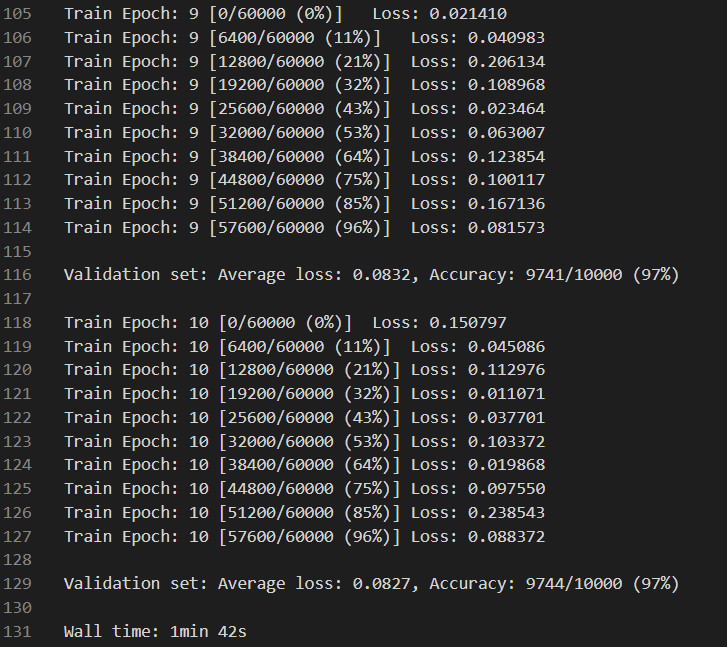 105 Train Epoch: 9 [0/60000 (0%)] Loss: 0.021410
106 Train Epoch: 9 [6400/60000 (11%)] Loss: 0.040983
107 Train Epoch: 9 [12800/60000 (21%)] Loss: 0.206134
108 Train Epoch: 9 [19200/60000 (32%)] Loss: 0.108968
109 Train Epoch: 9 [25600/60000 (43%)] Loss: 0.023464
110 Train Epoch: 9 [32000/60000 (53%)] Loss: 0.063007
111 Train Epoch: 9 [38400/60000 (64%)] Loss: 0.123854
112 Train Epoch: 9 [44800/60000 (75%)] Loss: 0.100117
113 Train Epoch: 9 [51200/60000 (85%)] Loss: 0.167136
114 Train Epoch: 9 [57600/60000 (96%)] Loss: 0.081573
115
116 Validation set: Average loss: 0.0832, Accuracy: 9741/10000 (97%)
117
118 Train Epoch: 10 [0/60000 (0%)] Loss: 0.150797
119 Train Epoch: 10 [6400/60000 (11%)] Loss: 0.045086
120 Train Epoch: 10 [12800/60000 (21%)] Loss: 0.112976
121 Train Epoch: 10 [19200/60000 (32%)] Loss: 0.011071
122 Train Epoch: 10 [25600/60000 (43%)] Loss: 0.037701
123 Train Epoch: 10 [32000/60000 (53%)] Loss: 0.103372
124 Train Epoch: 10 [38400/60000 (64%)] Loss: 0.019868
125 Train Epoch: 10 [44800/60000 (75%)] Loss: 0.097550
126 Train Epoch: 10 [51200/60000 (85%)] Loss: 0.238543
127 Train Epoch: 10 [57600/60000 (96%)] Loss: 0.088372
128
129 Validation set: Average loss: 0.0827, Accuracy: 9744/10000 (97%)
130
131 Wall time: 1min 42s